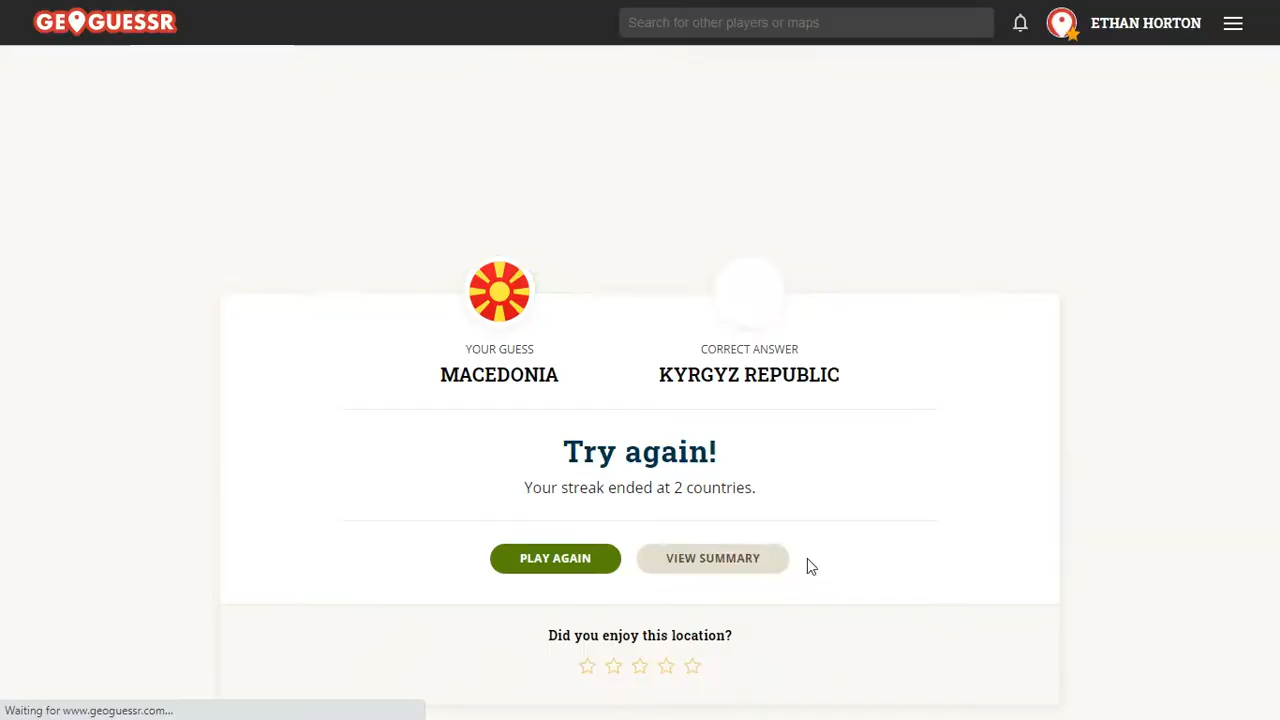 GEOGUESSR
Search for other players or maps
ETHAN HORTON
YOUR GUESS
MACEDONIA
CORRECT ANSWER
KYRGYZ REPUBLIC
Try again!
Your streak ended at 2 countries.
PLAY AGAIN
VIEW SUMMARY
Did you enjoy this location?
Waiting for www.geoguessr.com...